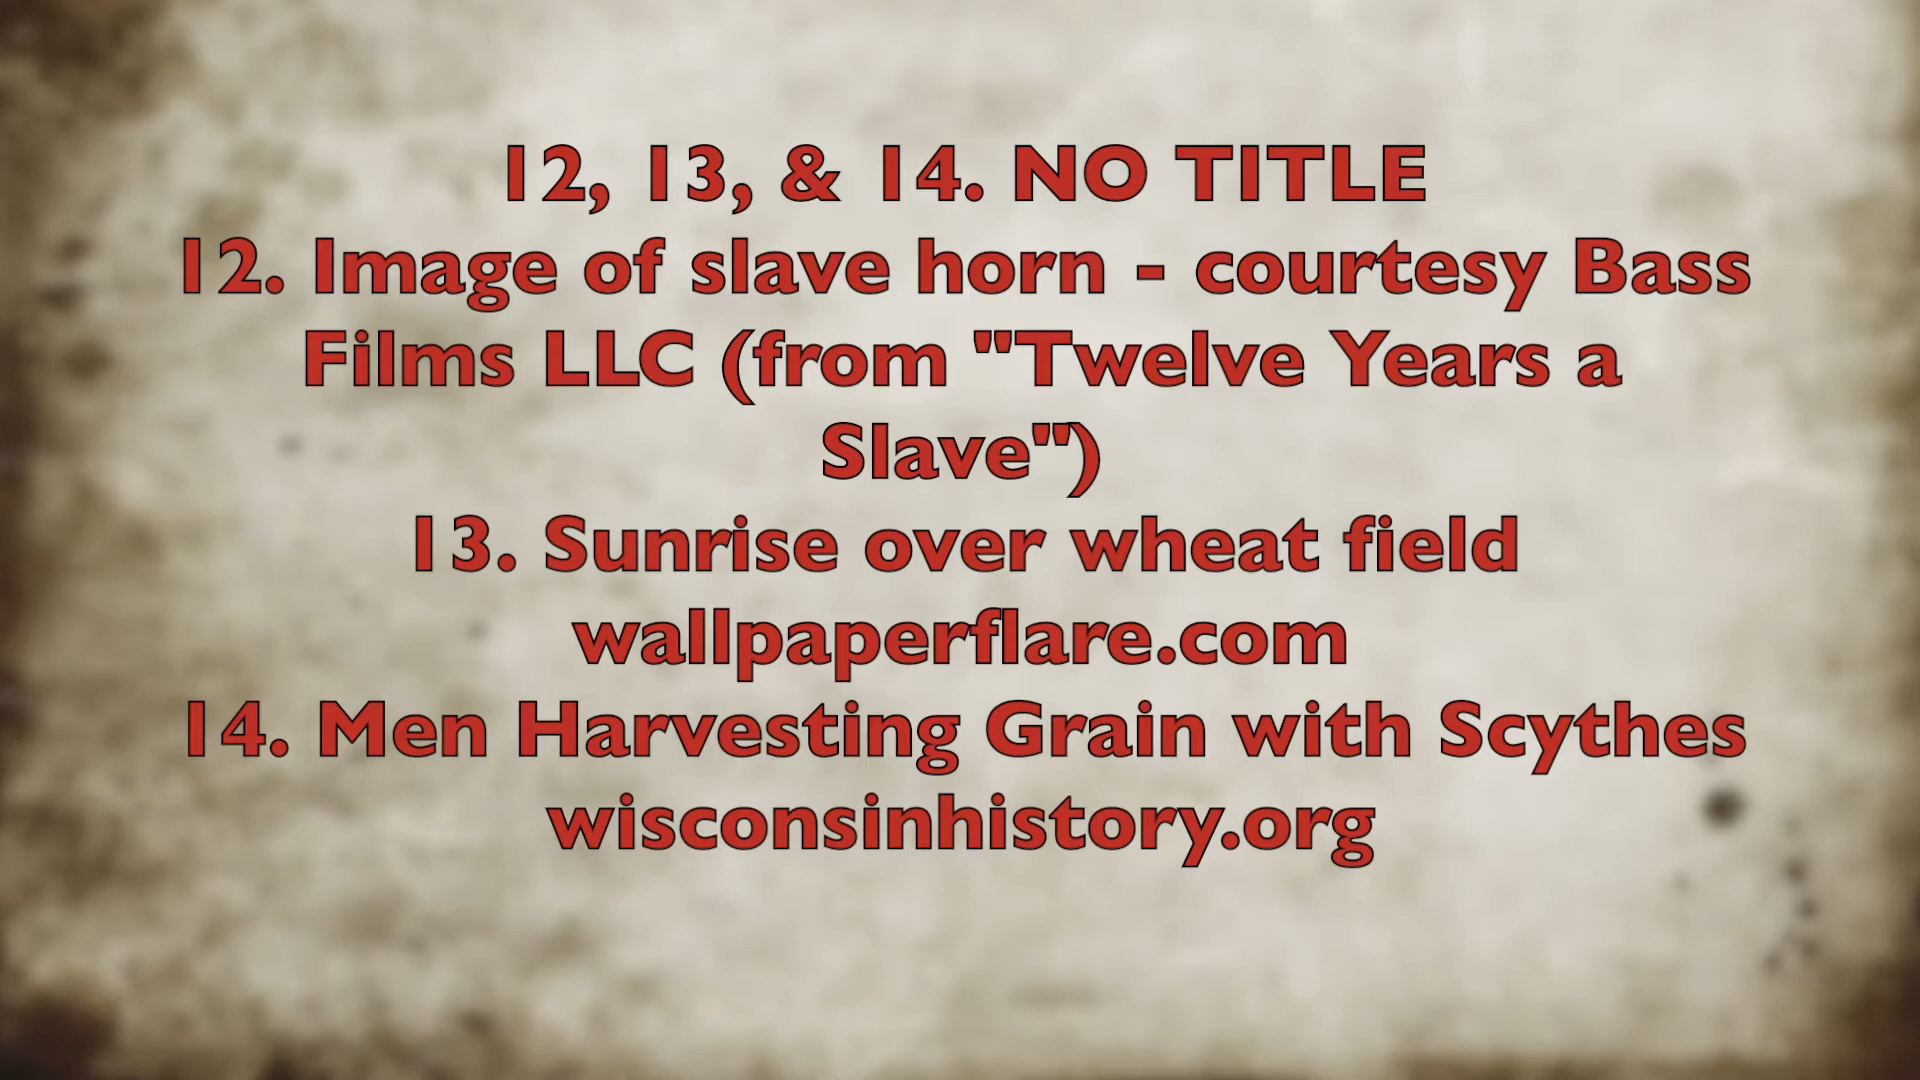 12, 13, & 14. NO TITLE
12. Image of slave horn - courtesy Bass
Films LLC (from "Twelve Years a
Slave")
13. Sunrise over wheat field
wallpaperflare.com
14. Men Harvesting Grain with Scythes
wisconsinhistory.org